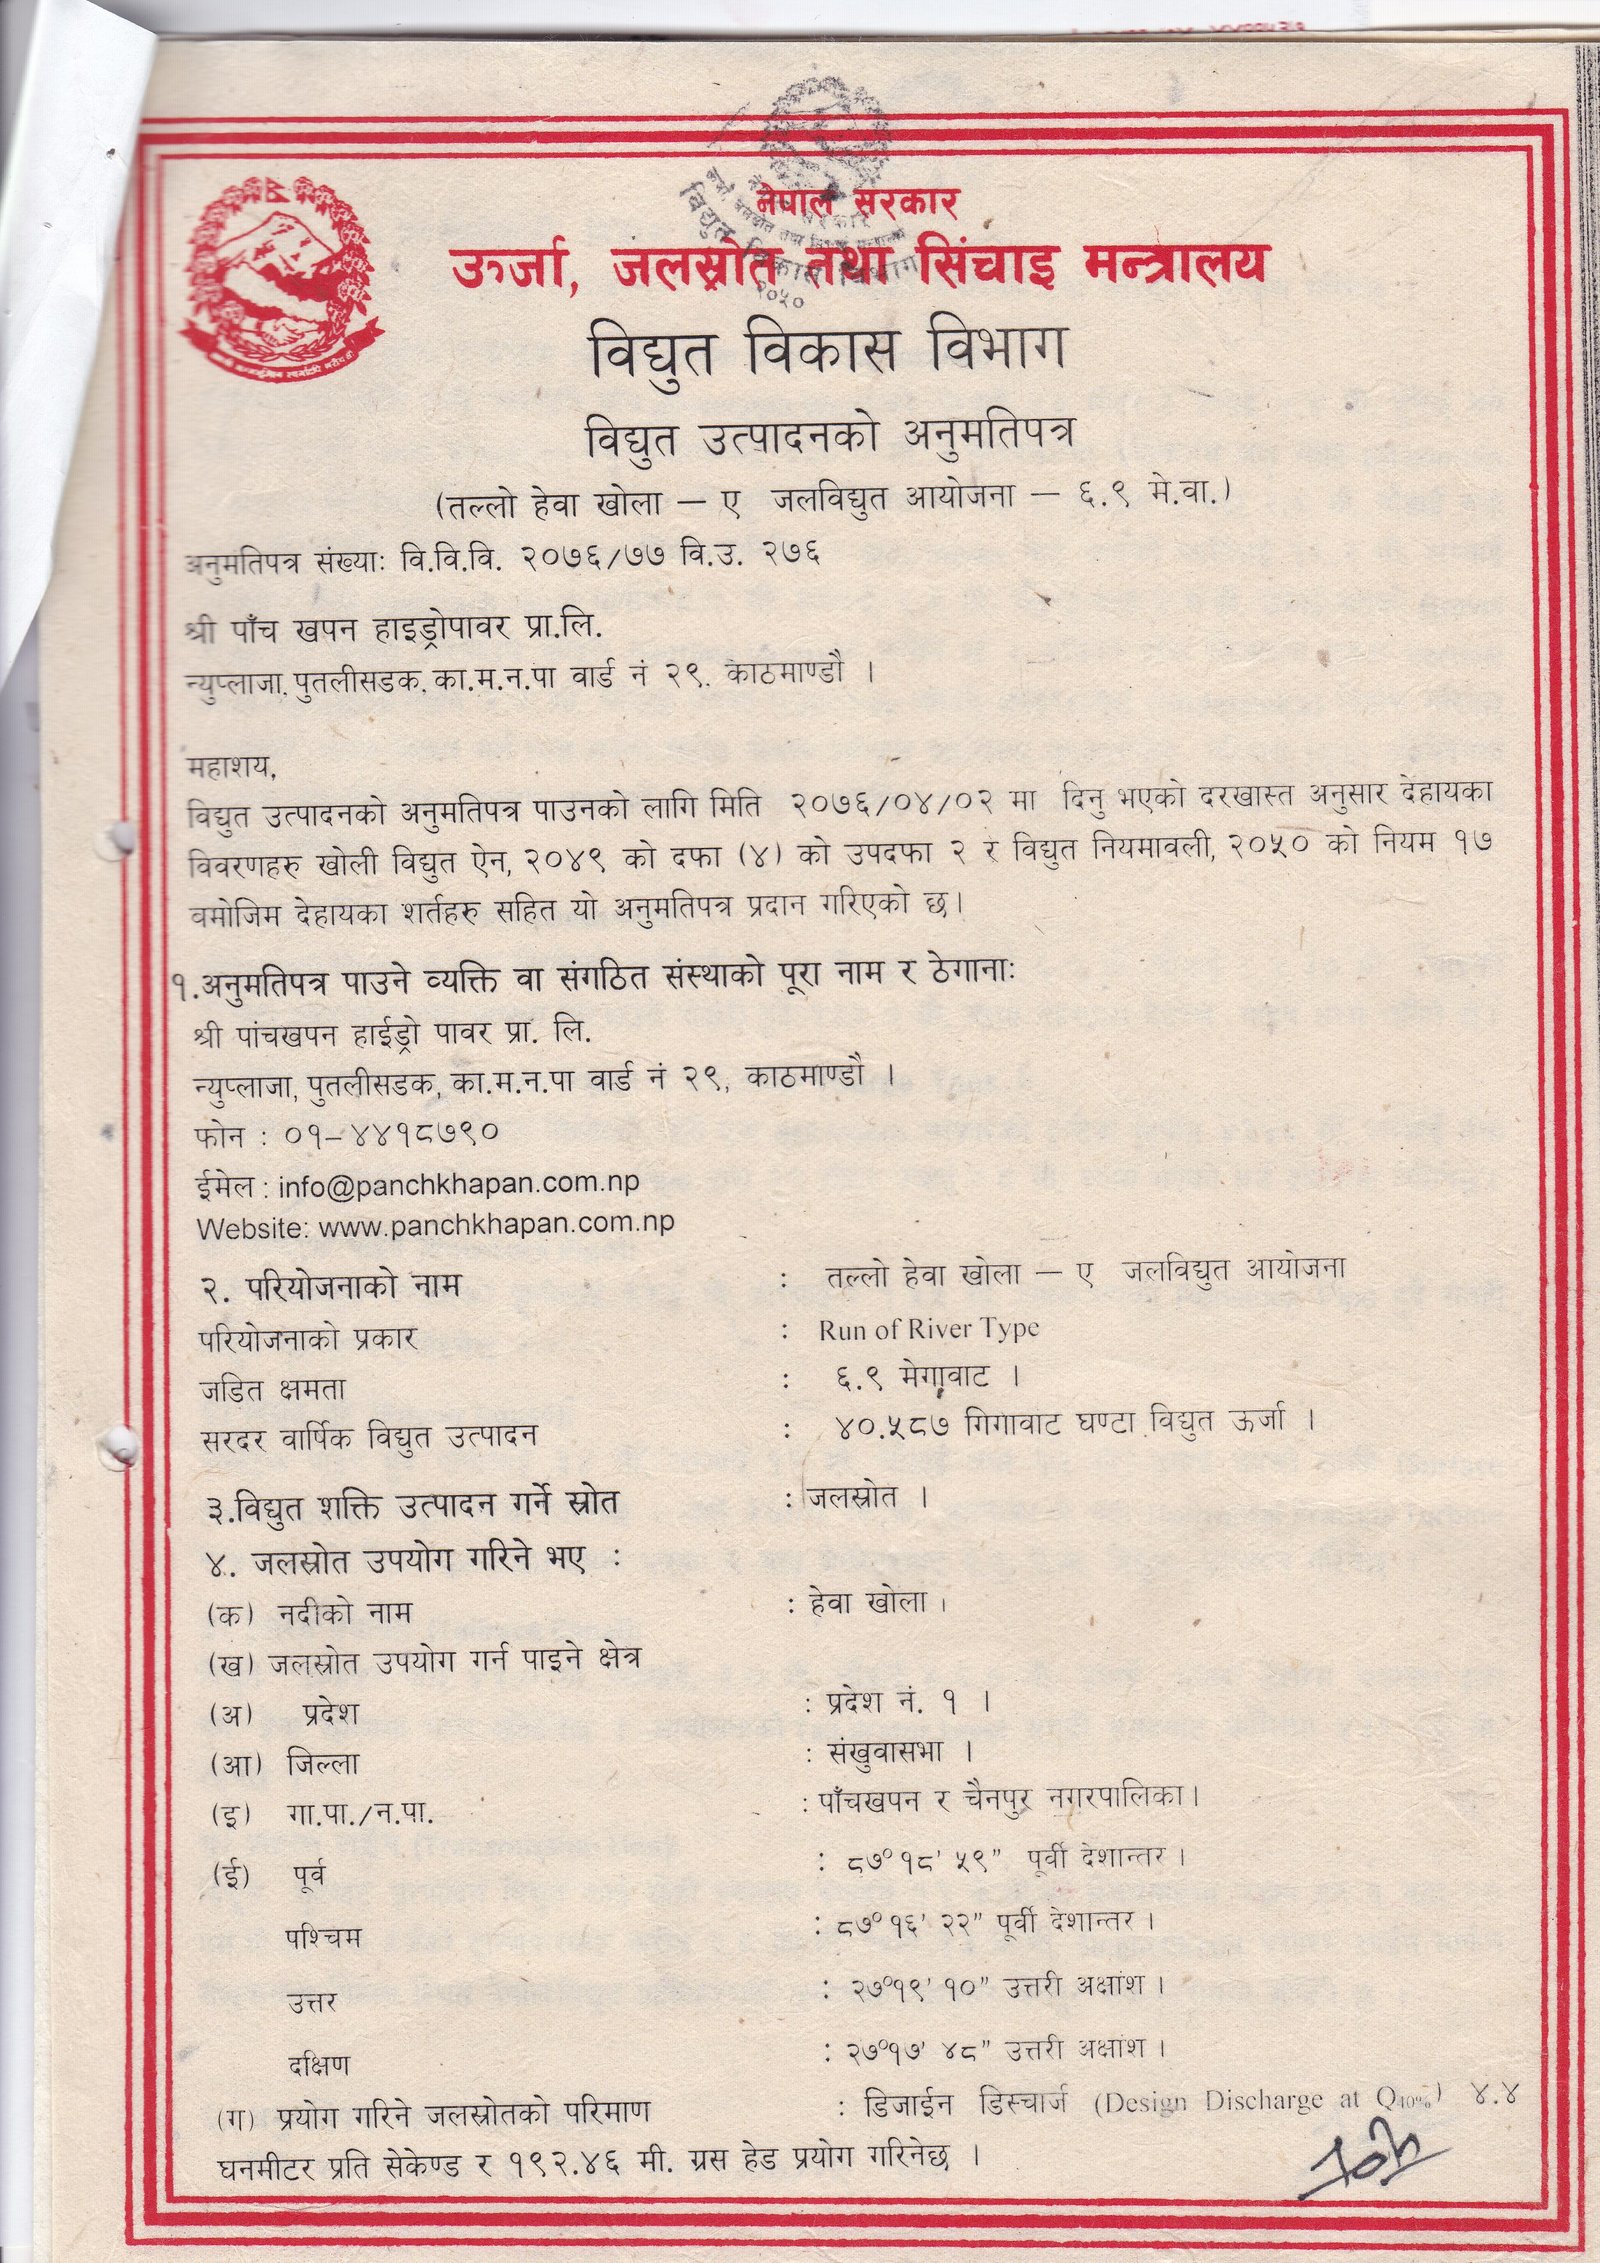 नेपाल सरकार
ऊर्जा, जलस्रोत तथा सिंचाइ मन्त्रालय
विद्युत विकास विभाग
२०५०
विद्युत विकास विभाग
विद्युत उत्पादनको अनुमतिपत्र
(तल्लो हेवा खोला – ए जलविद्युत आयोजना – ६.९ मे.वा.)
अनुमतिपत्र संख्याः वि.वि.वि. २०७६/७७ वि.उ. २७६
श्री पाँच खपन हाइड्रोपावर प्रा.लि.
न्युप्लाजा, पुतलीसडक, का.म.न.पा वार्ड नं २९, काठमाण्डौ ।
महाशय,
विद्युत उत्पादनको अनुमतिपत्र पाउनको लागि मिति २०७६/०४/०२ मा दिनु भएको दरखास्त अनुसार देहायका
विवरणहरु खोली विद्युत ऐन, २०४९ को दफा (४) को उपदफा २ र विद्युत नियमावली, २०५० को नियम १७
वमोजिम देहायका शर्तहरु सहित यो अनुमतिपत्र प्रदान गरिएको छ।
१.अनुमतिपत्र पाउने व्यक्ति वा संगठित संस्थाको पूरा नाम र ठेगानाः
श्री पांचखपन हाईड्रो पावर प्रा. लि.
न्युप्लाजा, पुतलीसडक, का.म.न.पा वार्ड नं २९, काठमाण्डौ ।
फोन : ०१–४४१८७९०
ईमेल : info@panchkhapan.com.np
Website: www.panchkhapan.com.np
२. परियोजनाको नाम : तल्लो हेवा खोला – ए जलविद्युत आयोजना
परियोजनाको प्रकार : Run of River Type
जडित क्षमता : ६.९ मेगावाट ।
सरदर वार्षिक विद्युत उत्पादन : ४०.५८७ गिगावाट घण्टा विद्युत ऊर्जा ।
३.विद्युत शक्ति उत्पादन गर्ने स्रोत : जलस्रोत ।
४. जलस्रोत उपयोग गरिने भए :
(क) नदीको नाम : हेवा खोला ।
(ख) जलस्रोत उपयोग गर्न पाइने क्षेत्र
(अ) प्रदेश : प्रदेश नं. १ ।
(आ) जिल्ला : संखुवासभा ।
(इ) गा.पा./न.पा. : पाँचखपन र चैनपुर नगरपालिका।
(ई) पूर्व : ८७º१८' ५९” पूर्वी देशान्तर ।
पश्चिम : ८७º१६' २२” पूर्वी देशान्तर ।
उत्तर : २७º१९' १०” उत्तरी अक्षांश ।
दक्षिण : २७º१७' ४८” उत्तरी अक्षांश ।
(ग) प्रयोग गरिने जलस्रोतको परिमाण : डिजाईन डिस्चार्ज (Design Discharge at Q40%) ४.४
घनमीटर प्रति सेकेण्ड र १९२.४६ मी. ग्रस हेड प्रयोग गरिनेछ ।